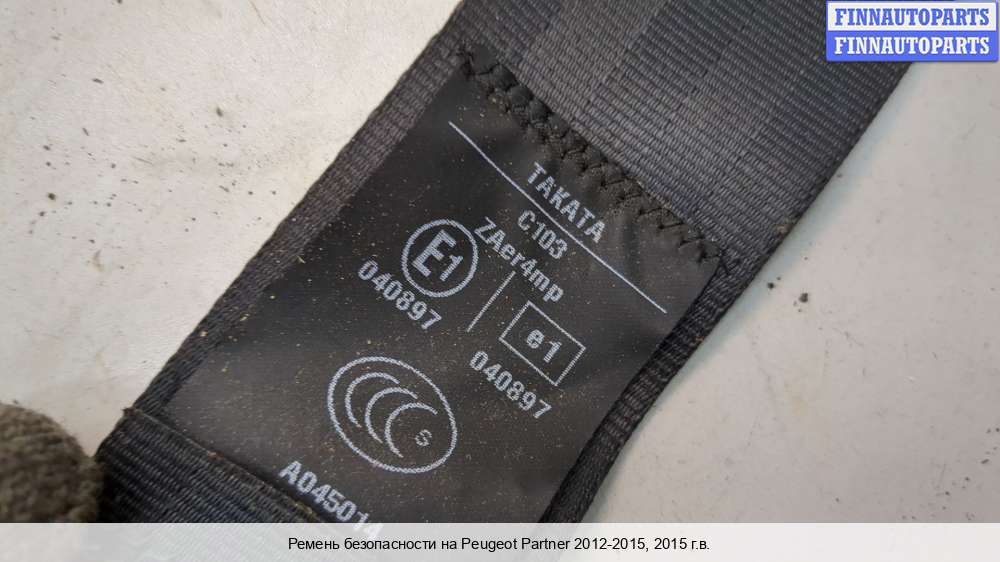 FINNAUTOPARTS
FINNAUTOPARTS
TAKATA
C103
ZAer4mp
E1
040897
e1
040897
S
A045014
Ремень безопасности на Peugeot Partner 2012-2015, 2015 г.в.